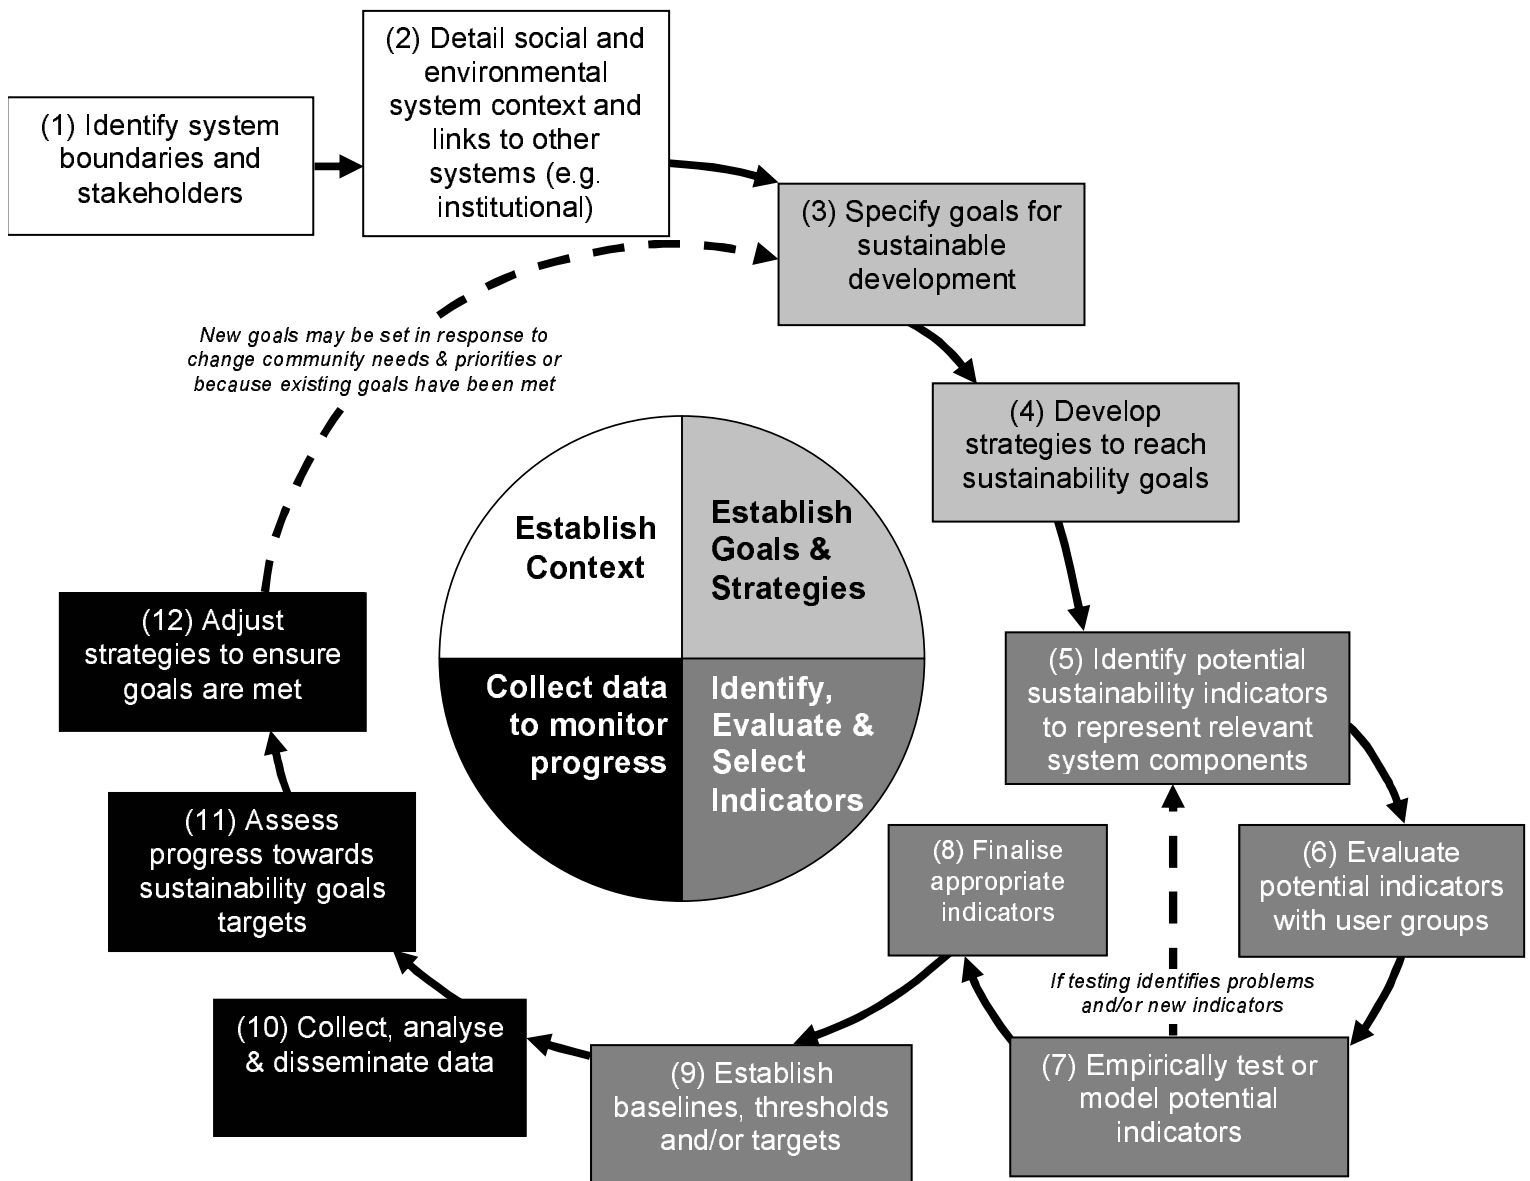 (1) Identify system
boundaries and
stakeholders
(2) Detail social and
environmental
system context and
links to other
systems (e.g.
institutional)
(3) Specify goals for
sustainable
development
New goals may be set in response to
change community needs & priorities or
because existing goals have been met
(4) Develop
strategies to reach
sustainability goals
Establish
Context
Establish
Goals &
Strategies
Collect data
to monitor
progress
Identify,
Evaluate &
Select
Indicators
(5) Identify potential
sustainability indicators
to represent relevant
system components
(6) Evaluate
potential indicators
with user groups
If testing identifies problems
and/or new indicators
(7) Empirically test or
model potential
indicators
(8) Finalise
appropriate
indicators
(9) Establish
baselines, thresholds
and/or targets
(10) Collect, analyse
& disseminate data
(11) Assess
progress towards
sustainability goals
targets
(12) Adjust
strategies to ensure
goals are met